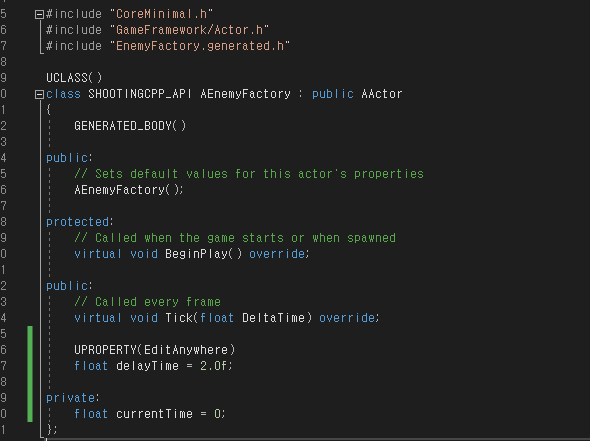 5 #include "CoreMinimal.h"
6 #include "GameFramework/Actor.h"
7 #include "EnemyFactory.generated.h"
8
9 UCLASS()
0 class SHOOTINGCPP_API AEnemyFactory : public AActor
1 {
2 GENERATED_BODY()
3
4 public:
5 // Sets default values for this actor's properties
6 AEnemyFactory();
7
8 protected:
9 // Called when the game starts or when spawned
0 virtual void BeginPlay() override;
1
2 public:
3 // Called every frame
4 virtual void Tick(float DeltaTime) override;
5
6 UPROPERTY(EditAnywhere)
7 float delayTime = 2.0f;
8
9 private:
0 float currentTime = 0;
1 };